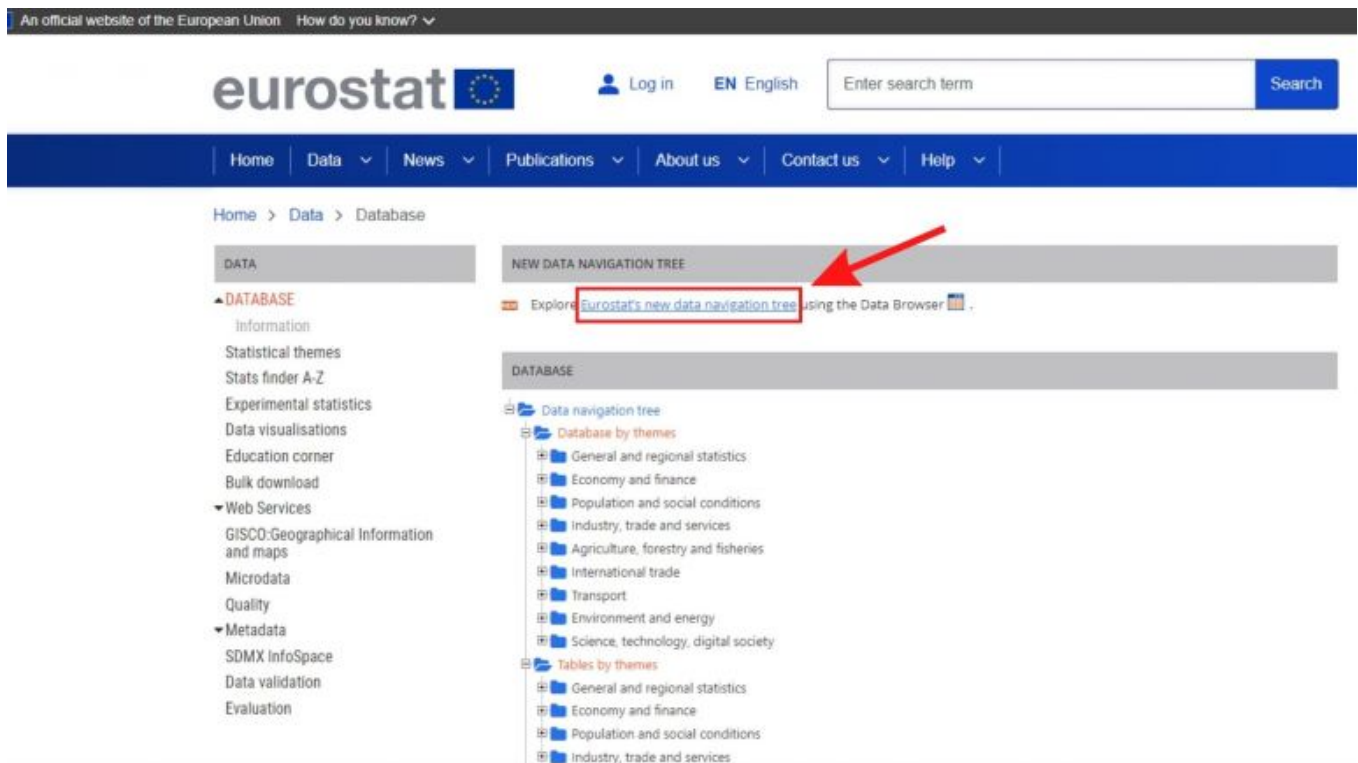 An official website of the European Union How do you know?
eurostat
Log in EN English Enter search term Search
Home Data News Publications About us Contact us Help
Home > Data > Database
DATA
DATABASE
Information
Statistical themes
Stats finder A-Z
Experimental statistics
Data visualisations
Education corner
Bulk download
Web Services
GISCO:Geographical Information
and maps
Microdata
Quality
Metadata
SDMX InfoSpace
Data validation
Evaluation
NEW DATA NAVIGATION TREE
Explore Eurostat's new data navigation tree using the Data Browser .
DATABASE
Data navigation tree
Database by themes
General and regional statistics
Economy and finance
Population and social conditions
Industry, trade and services
Agriculture, forestry and fisheries
International trade
Transport
Environment and energy
Science, technology, digital society
Tables by themes
General and regional statistics
Economy and finance
Population and social conditions
Industry, trade and services